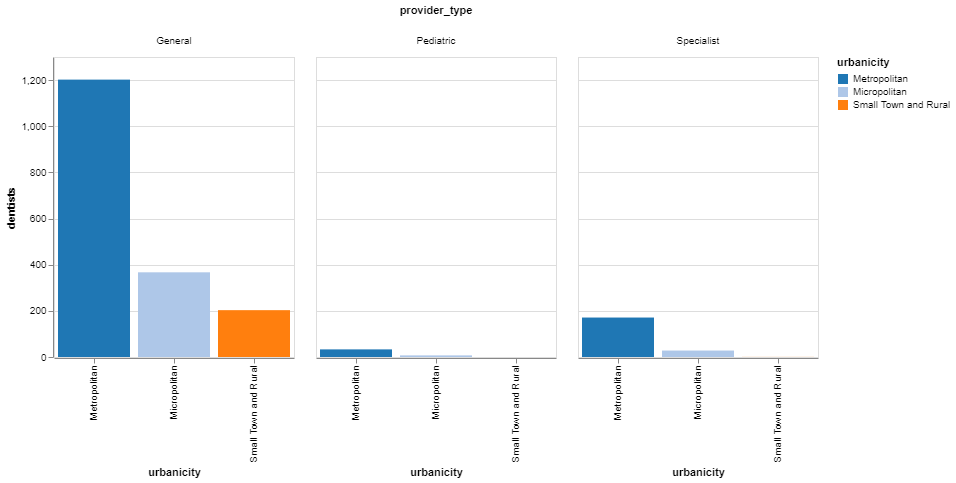 provider_type
General
Pediatric
Specialist
urbanicity
Metropolitan
Micropolitan
Small Town and Rural
dentists
1,200
1,000
800
600
400
200
0
Metropolitan
Micropolitan
Small Town and Rural
Metropolitan
Micropolitan
Small Town and Rural
Metropolitan
Micropolitan
Small Town and Rural
urbanicity
urbanicity
urbanicity